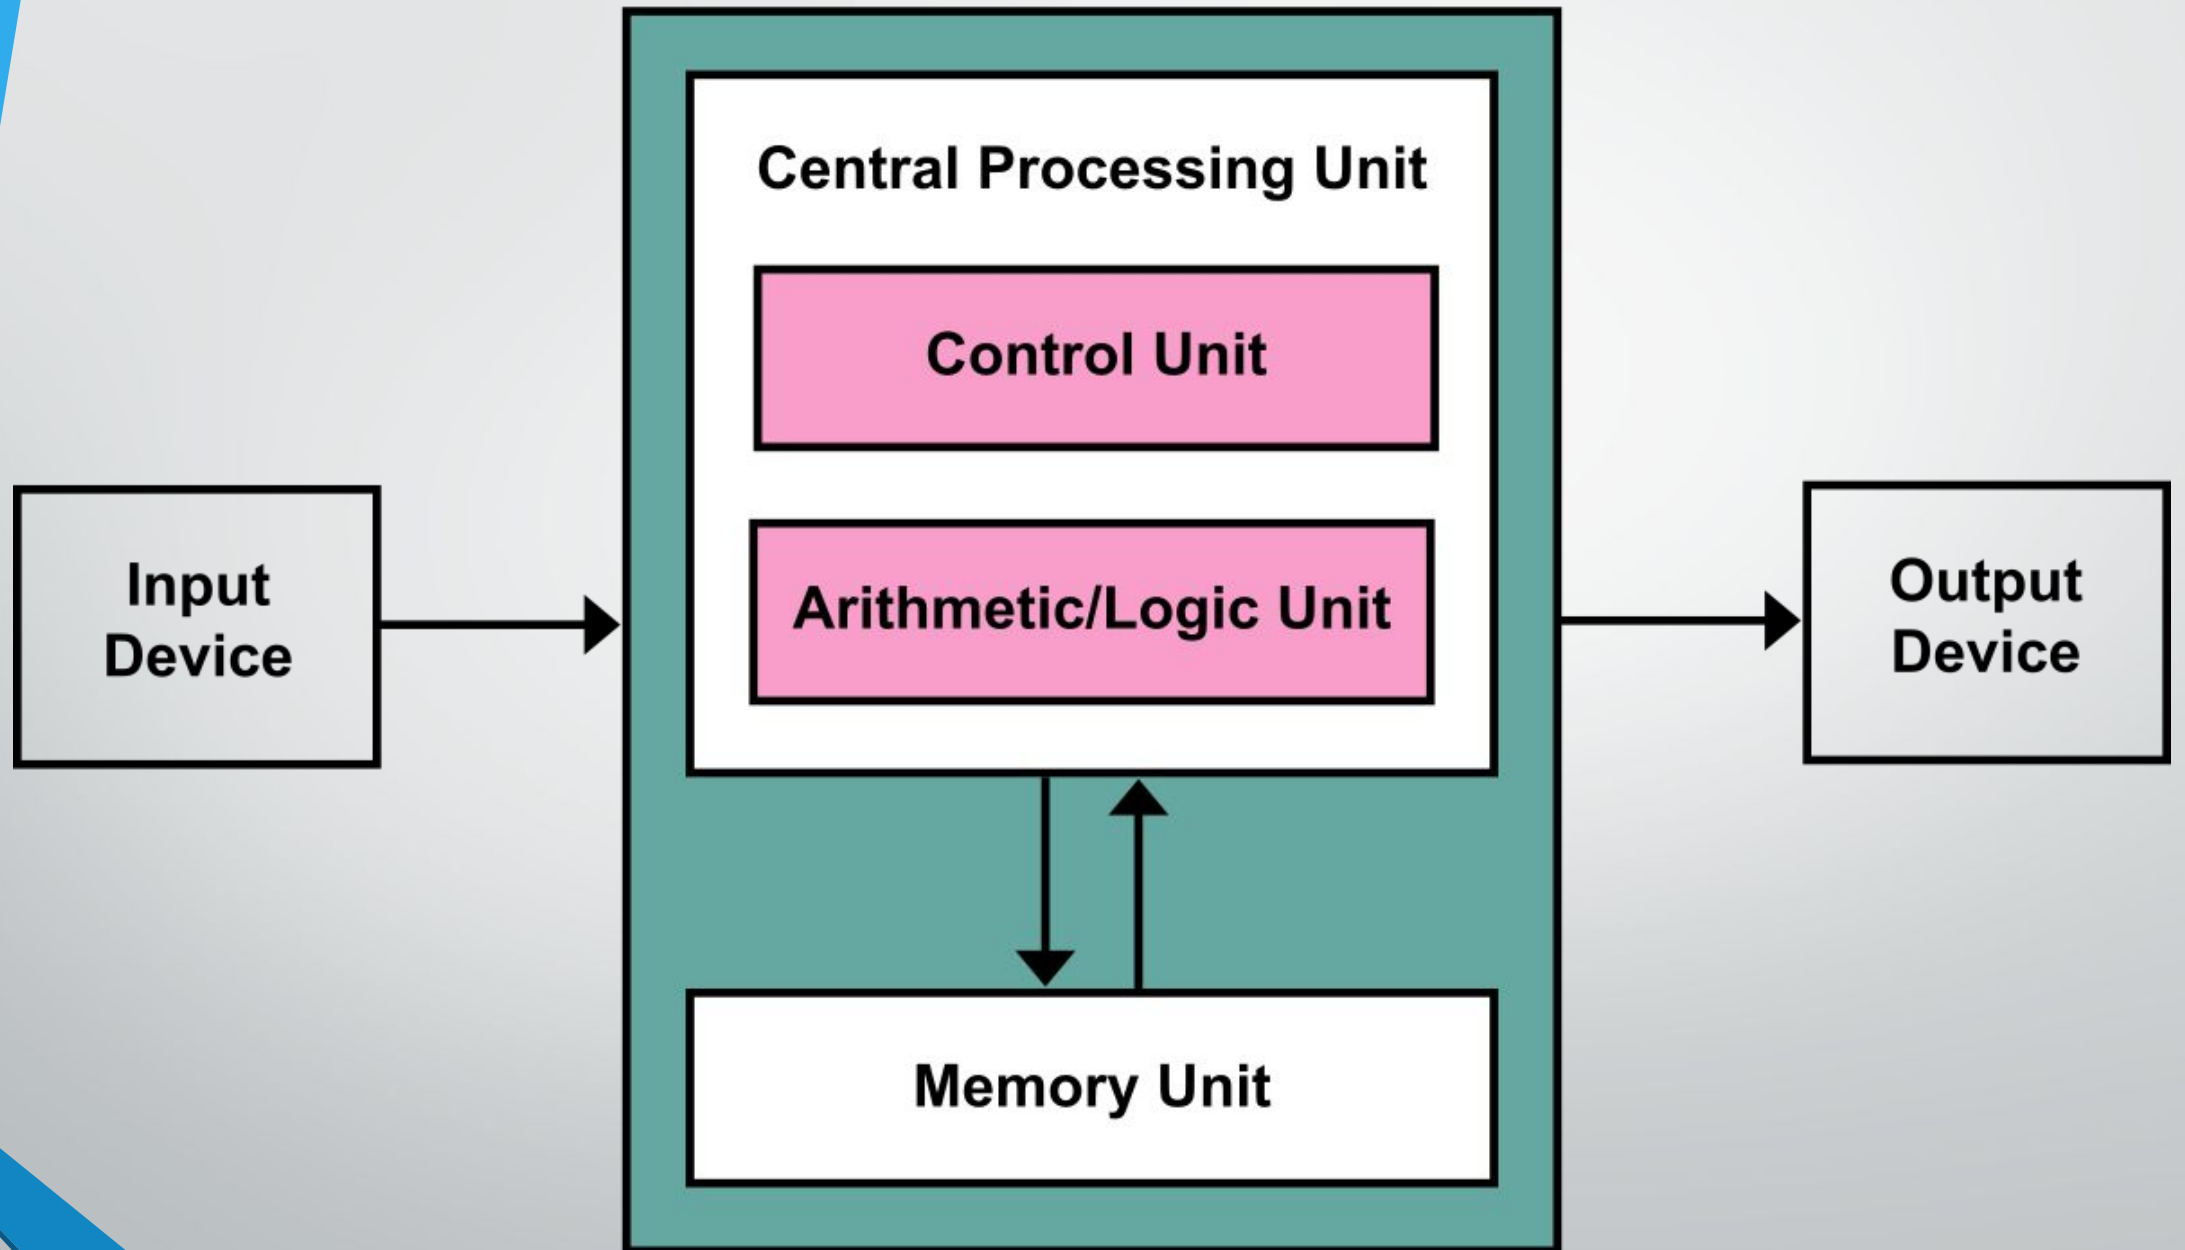 Central Processing Unit
Control Unit
Arithmetic/Logic Unit
Input
Device
Output
Device
Memory Unit